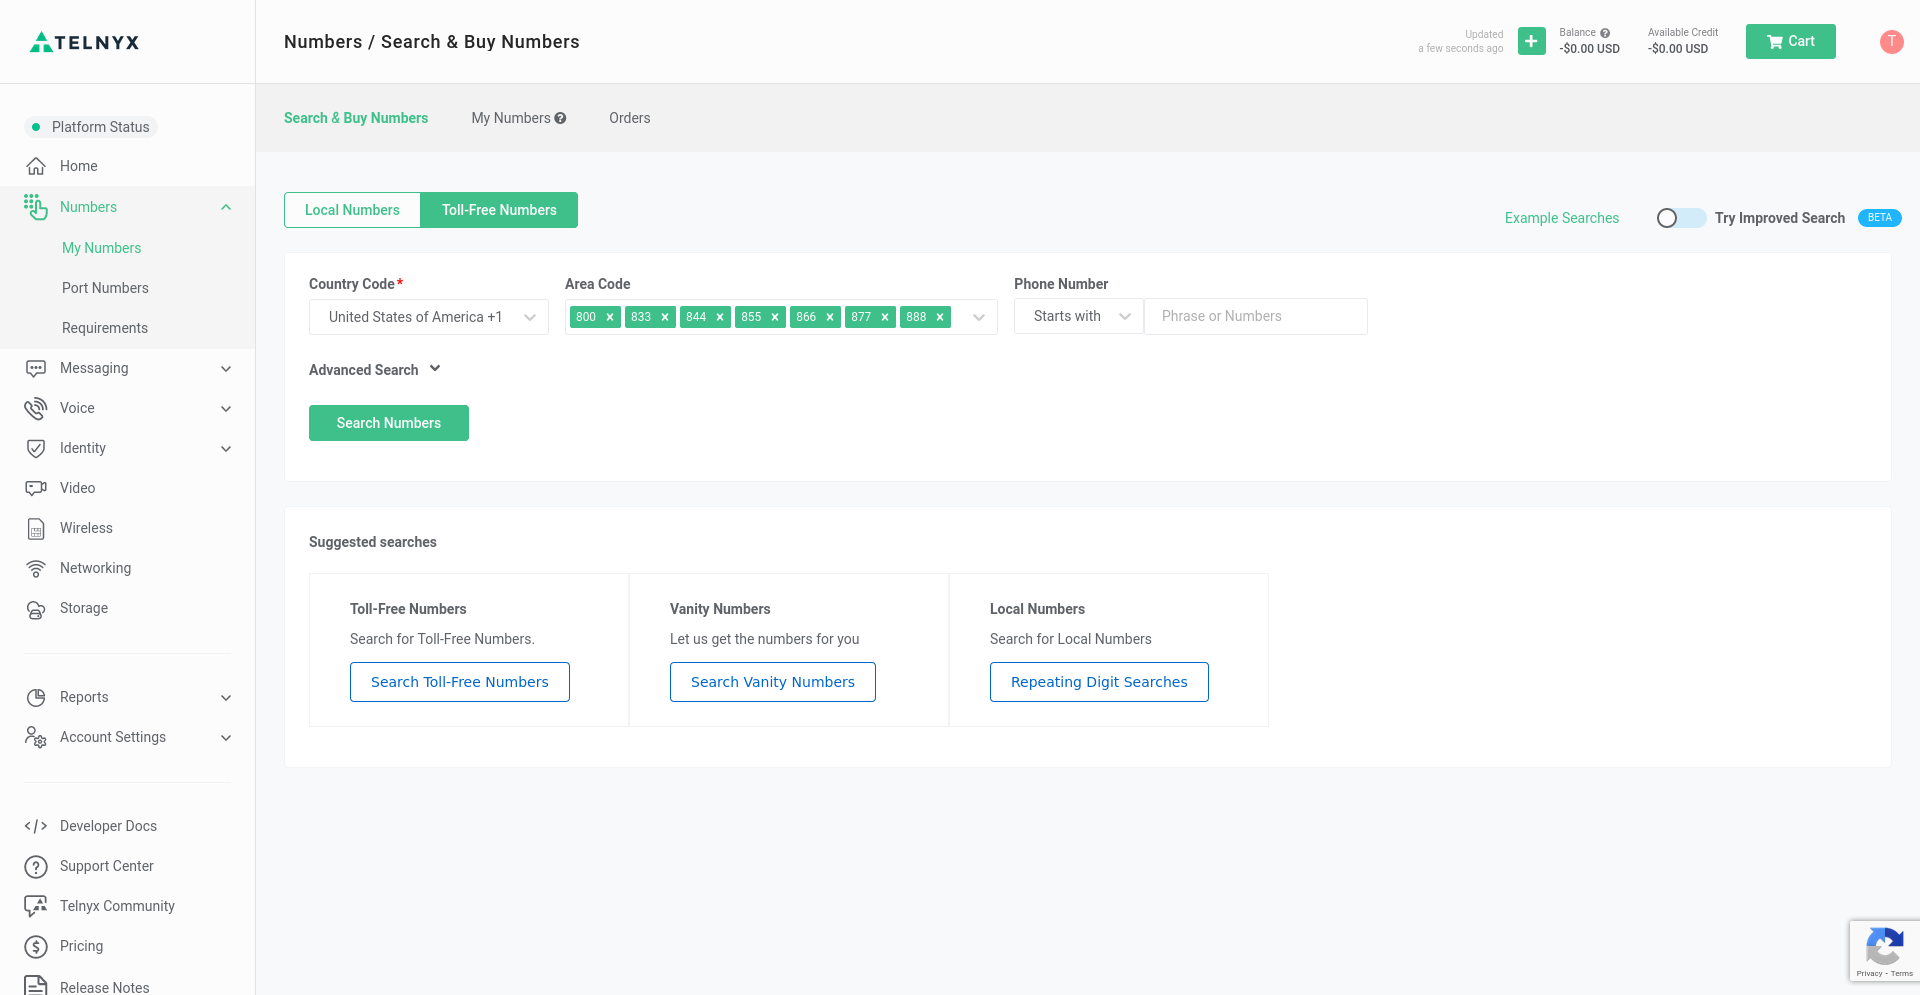 TELNYX
Numbers / Search & Buy Numbers
Updated
a few seconds ago
Balance
-$0.00 USD
Available Credit
-$0.00 USD
Cart
T
Platform Status
Home
Numbers
My Numbers
Port Numbers
Requirements
Messaging
Voice
Identity
Video
Wireless
Networking
Storage
Reports
Account Settings
Developer Docs
Support Center
Telnyx Community
Pricing
Release Notes
Search & Buy Numbers
My Numbers
Orders
Local Numbers
Toll-Free Numbers
Example Searches
Try Improved Search
BETA
Country Code*
United States of America +1
Area Code
800 × 833 × 844 × 855 × 866 × 877 × 888 ×
Phone Number
Starts with
Phrase or Numbers
Advanced Search
Search Numbers
Suggested searches
Toll-Free Numbers
Search for Toll-Free Numbers.
Search Toll-Free Numbers
Vanity Numbers
Let us get the numbers for you
Search Vanity Numbers
Local Numbers
Search for Local Numbers
Repeating Digit Searches
Privacy - Terms